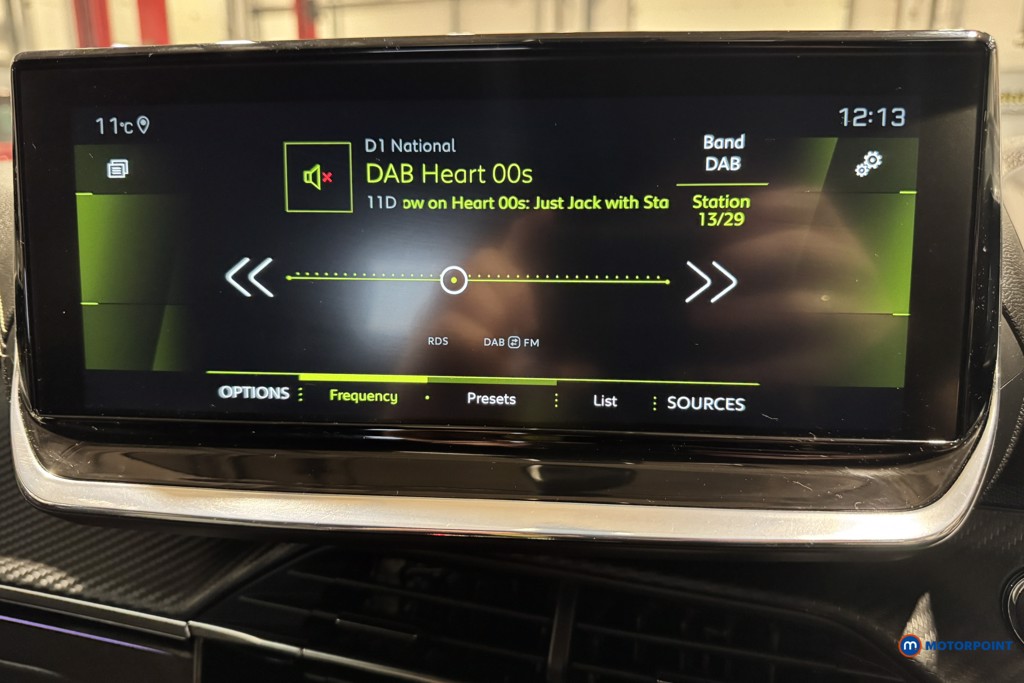 11°C
12:13
D1 National
DAB Heart 00s
11D ow on Heart 00s: Just Jack with Sta
Band
DAB
Station
13/29
RDS
DAB FM
OPTIONS
Frequency
Presets
List
SOURCES
m MOTORPOINT